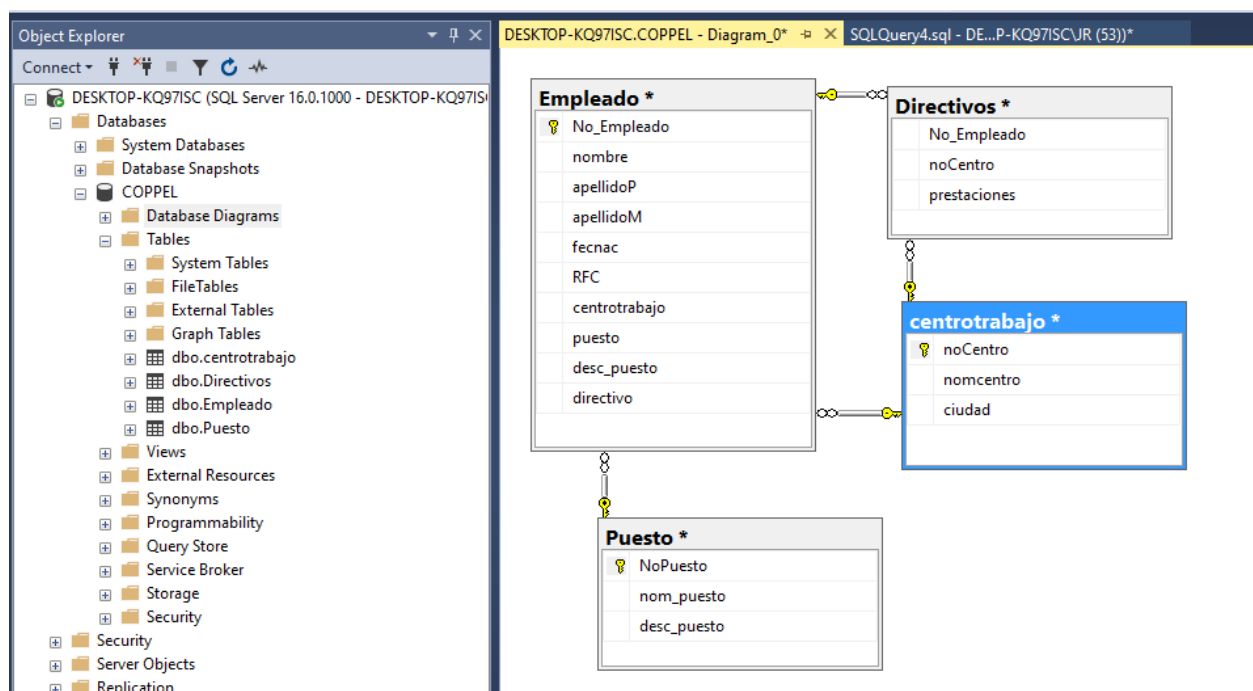 Object Explorer
Connect
DESKTOP-KQ97ISC (SQL Server 16.0.1000 - DESKTOP-KQ97IS
Databases
System Databases
Database Snapshots
COPPEL
Database Diagrams
Tables
System Tables
FileTables
External Tables
Graph Tables
dbo.centrotrabajo
dbo.Directivos
dbo.Empleado
dbo.Puesto
Views
External Resources
Synonyms
Programmability
Query Store
Service Broker
Storage
Security
Security
Server Objects
Replication
DESKTOP-KQ97ISC.COPPEL - Diagram_0*
SQLQuery4.sql - DE...P-KQ97ISC\JR (53))*
Empleado *
No_Empleado
nombre
apellidoP
apellidoM
fecnac
RFC
centrotrabajo
puesto
desc_puesto
directivo
Directivos *
No_Empleado
noCentro
prestaciones
centrotrabajo *
noCentro
nomcentro
ciudad
Puesto *
NoPuesto
nom_puesto
desc_puesto